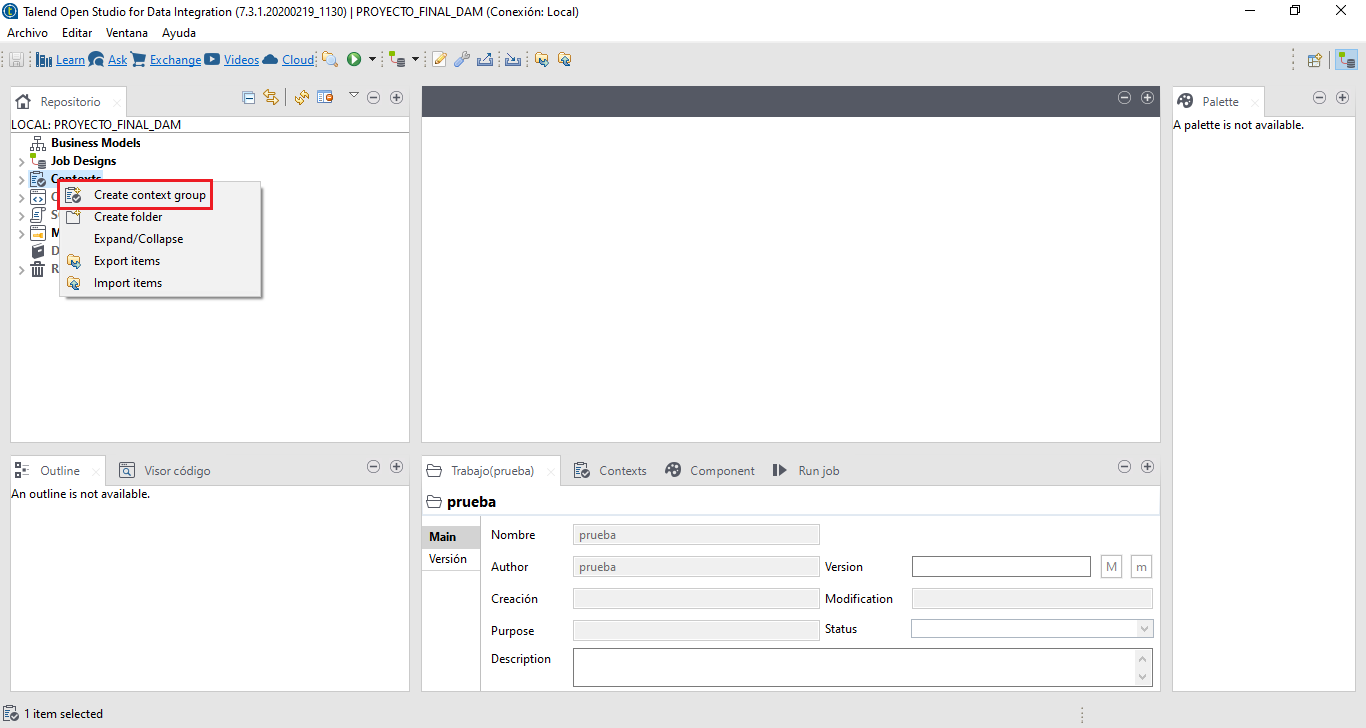 Talend Open Studio for Data Integration (7.3.1.20200219_1130) | PROYECTO_FINAL_DAM (Conexión: Local)
Archivo Editar Ventana Ayuda
Learn Ask Exchange Videos Cloud
Repositorio
LOCAL: PROYECTO_FINAL_DAM
Business Models
Job Designs
Contexts
Create context group
Create folder
Expand/Collapse
Export items
Import items
Palette
A palette is not available.
Outline Visor código
An outline is not available.
Trabajo(prueba) Contexts Component Run job
prueba
Main
Versión
Nombre prueba
Author prueba Version M m
Creación Modification
Purpose Status
Description
1 item selected